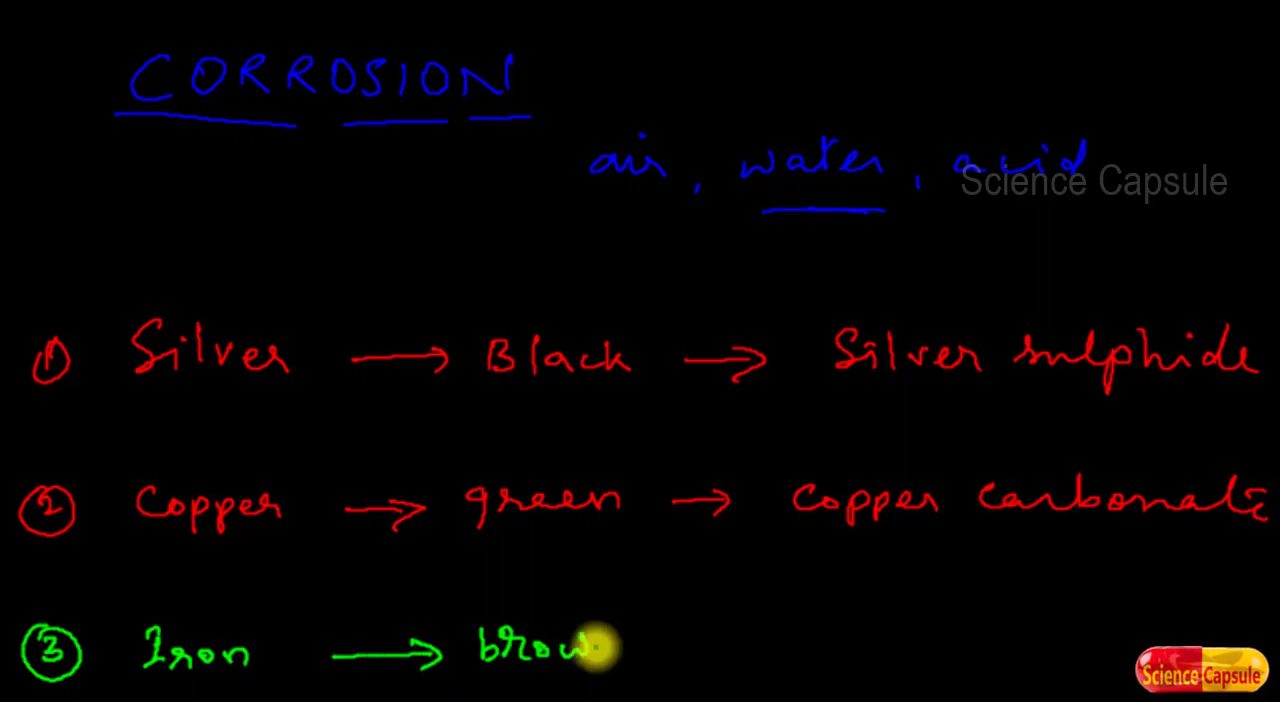 CORROSION
air, water, acid
Science Capsule
1 Silver → Black → Silver sulphide
2 Copper → green → copper carbonate
3 Iron → brow
Science Capsule